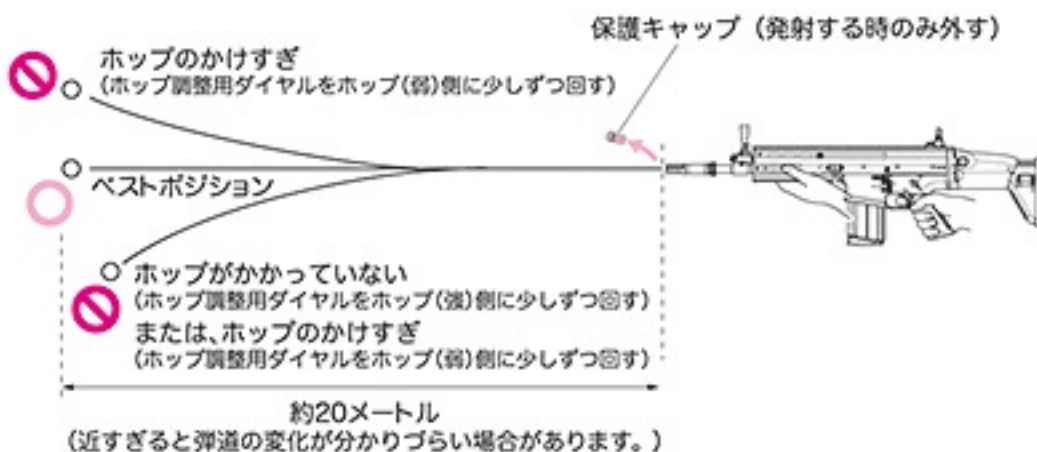 保護キャップ（発射する時のみ外す）
ホップのかけすぎ
（ホップ調整用ダイヤルをホップ（弱）側に少しずつ回す）
ベストポジション
ホップがかかっていない
（ホップ調整用ダイヤルをホップ（強）側に少しずつ回す）
または、ホップのかけすぎ
（ホップ調整用ダイヤルをホップ（弱）側に少しずつ回す）
約20メートル
（近すぎると弾道の変化が分かりづらい場合があります。）